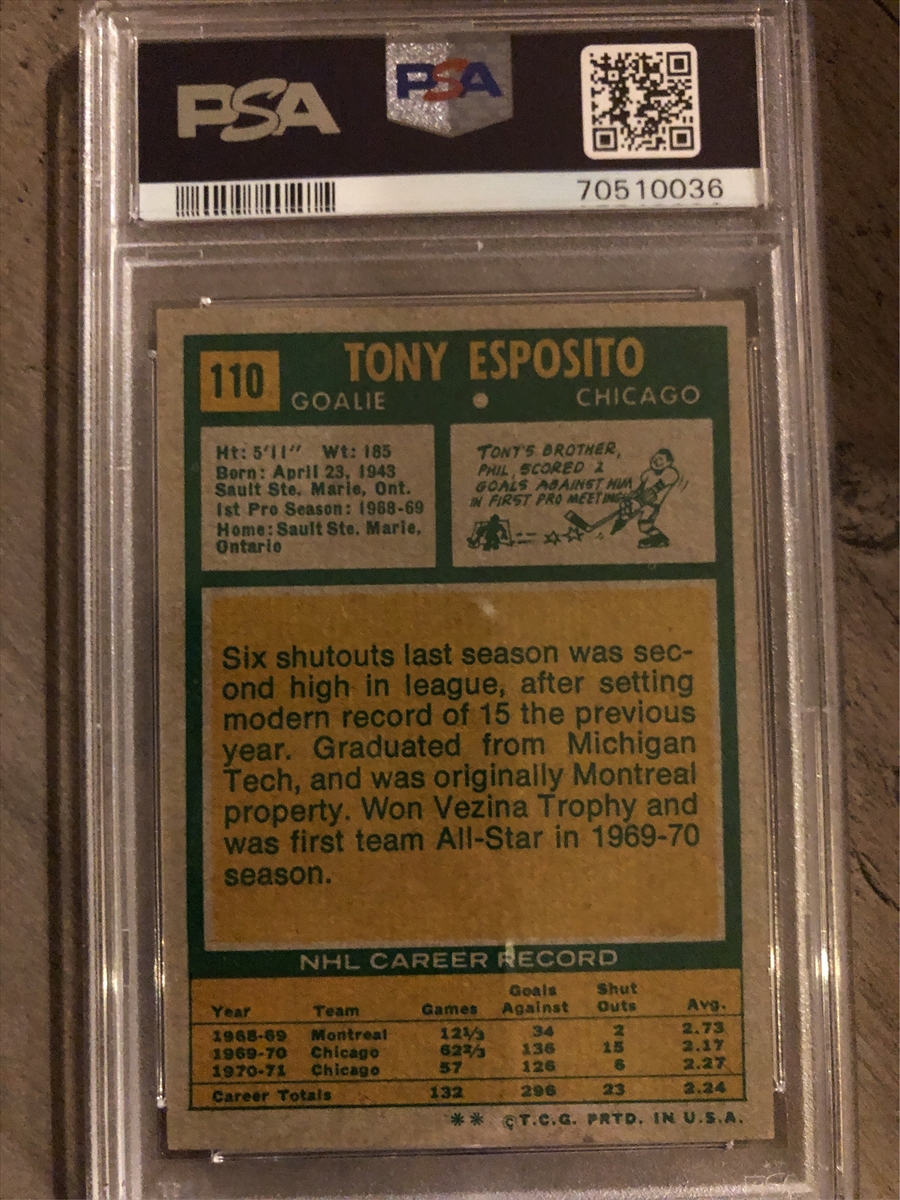 PSA
PSA
70510036
110
TONY ESPOSITO
GOALIE
CHICAGO
Ht: 5'11" Wt: 185
Born: April 23, 1943
Sault Ste. Marie, Ont.
1st Pro Season: 1968-69
Home: Sault Ste. Marie,
Ontario
TONY'S BROTHER,
PHIL, SCORED 2
GOALS AGAINST HIM
IN FIRST PRO MEETING
Six shutouts last season was sec-
ond high in league, after setting
modern record of 15 the previous
year. Graduated from Michigan
Tech, and was originally Montreal
property. Won Vezina Trophy and
was first team All-Star in 1969-70
season.
NHL CAREER RECORD
Year Team Games Goals Against Shut Outs Avg.
1968-69 Montreal 12⅓ 34 2 2.73
1969-70 Chicago 62⅔ 136 15 2.17
1970-71 Chicago 57 126 6 2.27
Career Totals 132 296 23 2.24
** ©T.C.G. PRTD. IN U.S.A.